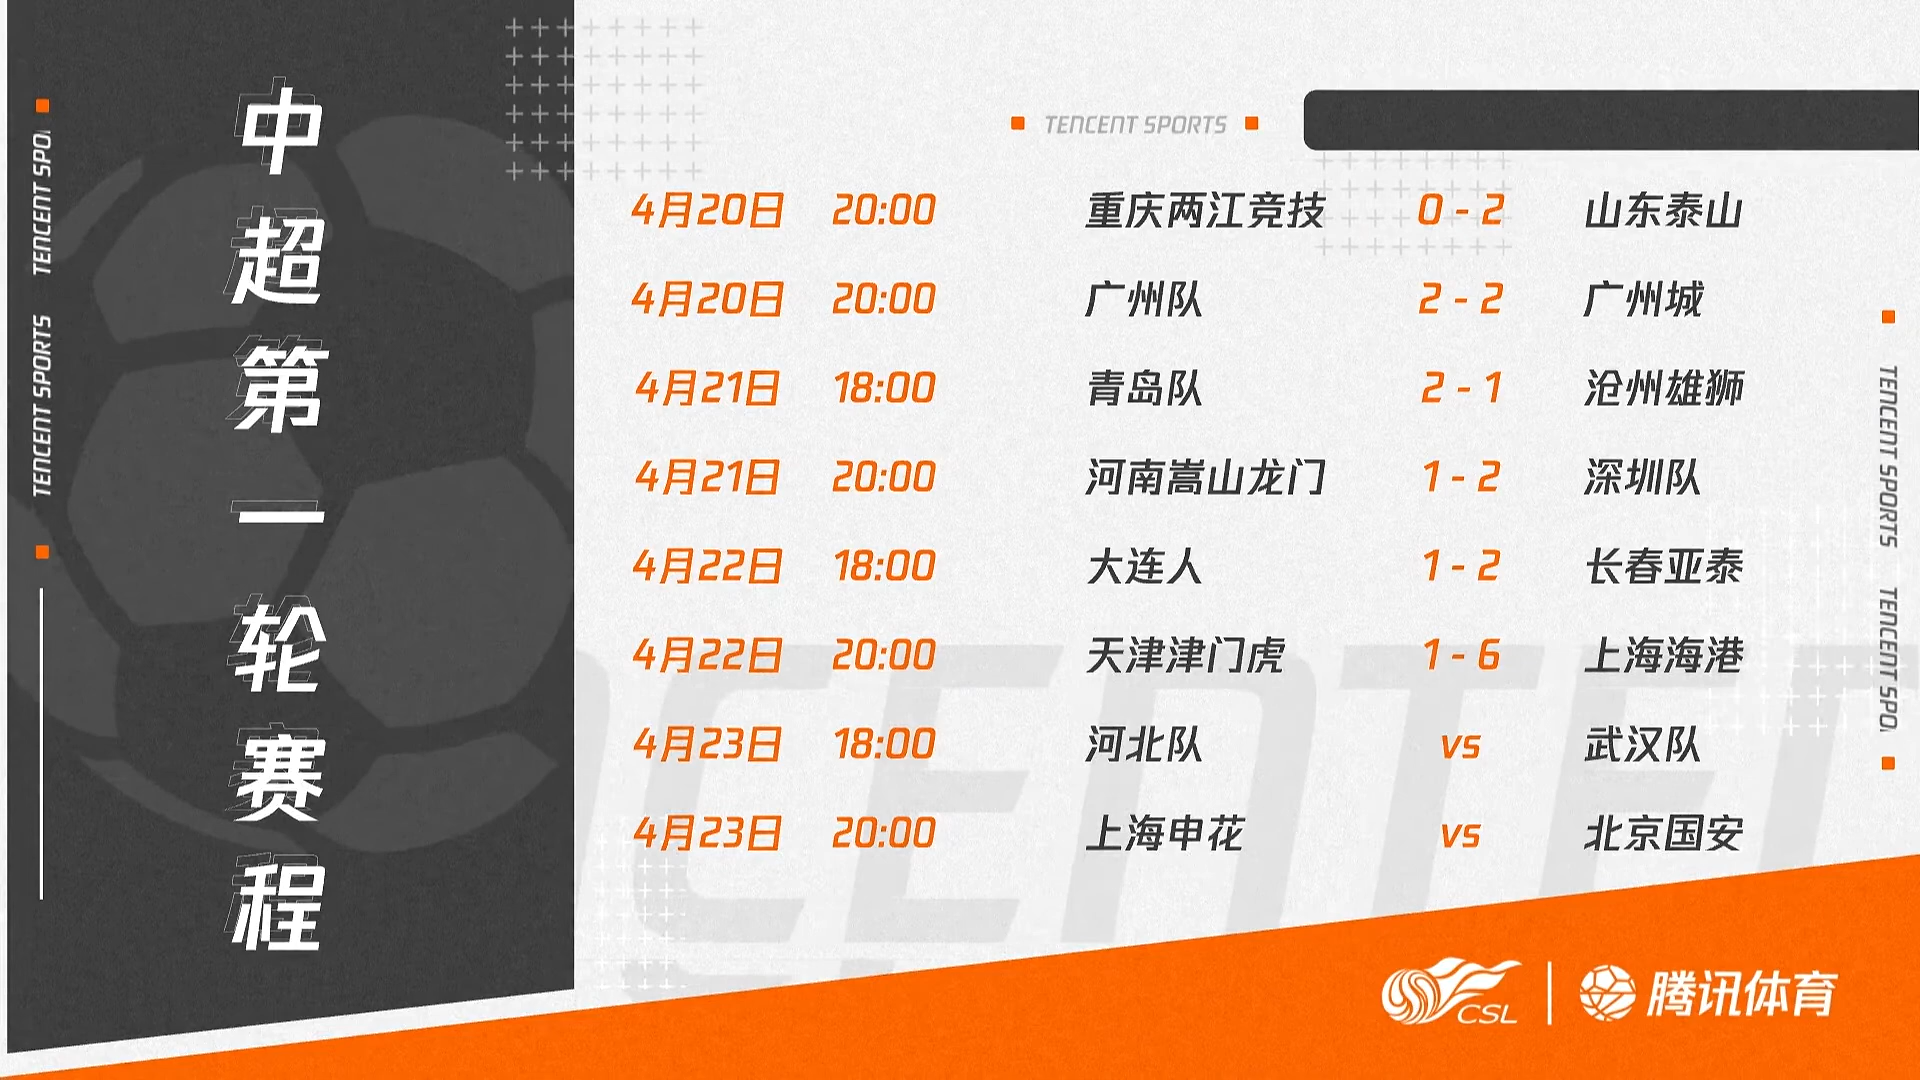 中超第一轮赛程
TENCENT SPORTS
TENCENT SPO
TENCENT SPORTS
4月20日 20:00 重庆两江竞技 0 - 2 山东泰山
4月20日 20:00 广州队 2 - 2 广州城
4月21日 18:00 青岛队 2 - 1 沧州雄狮
4月21日 20:00 河南嵩山龙门 1 - 2 深圳队
4月22日 18:00 大连人 1 - 2 长春亚泰
4月22日 20:00 天津津门虎 1 - 6 上海海港
4月23日 18:00 河北队 vs 武汉队
4月23日 20:00 上海申花 vs 北京国安
TENCENT SPORTS
TENCENT SPO
CENTE
CSL
腾讯体育